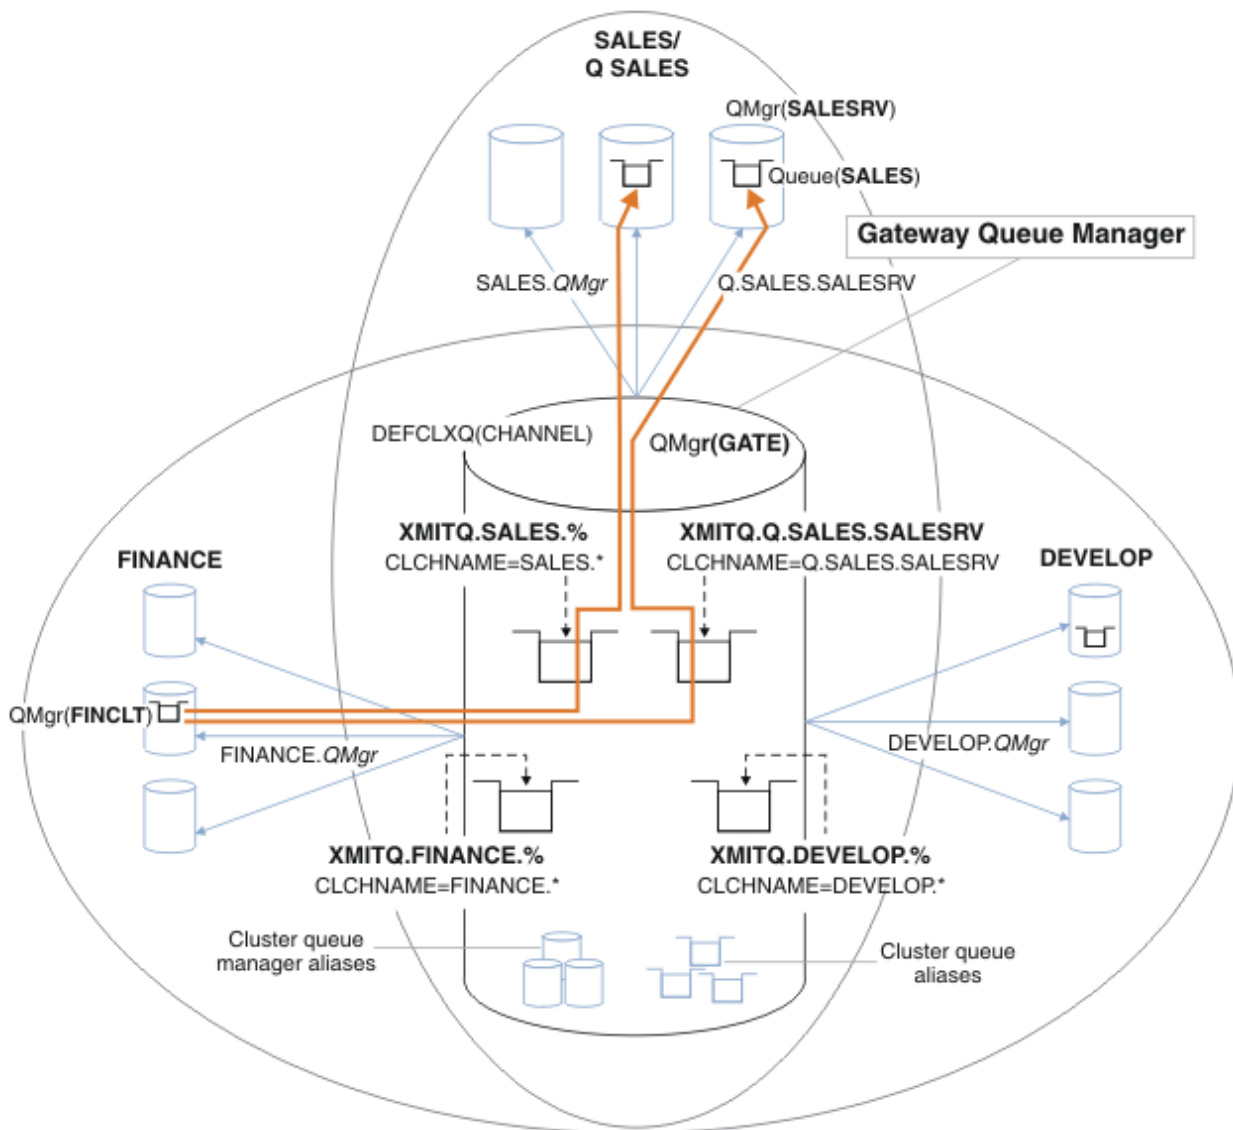 SALES/
Q SALES
QMgr(SALESRV)
Queue(SALES)
Gateway Queue Manager
SALES.QMgr
Q.SALES.SALESRV
DEFCLXQ(CHANNEL)
QMgr(GATE)
XMITQ.SALES.%
CLCHNAME=SALES.*
XMITQ.Q.SALES.SALESRV
CLCHNAME=Q.SALES.SALESRV
FINANCE
DEVELOP
QMgr(FINCLT)
FINANCE.QMgr
DEVELOP.QMgr
XMITQ.FINANCE.%
CLCHNAME=FINANCE.*
XMITQ.DEVELOP.%
CLCHNAME=DEVELOP.*
Cluster queue
manager aliases
Cluster queue
aliases